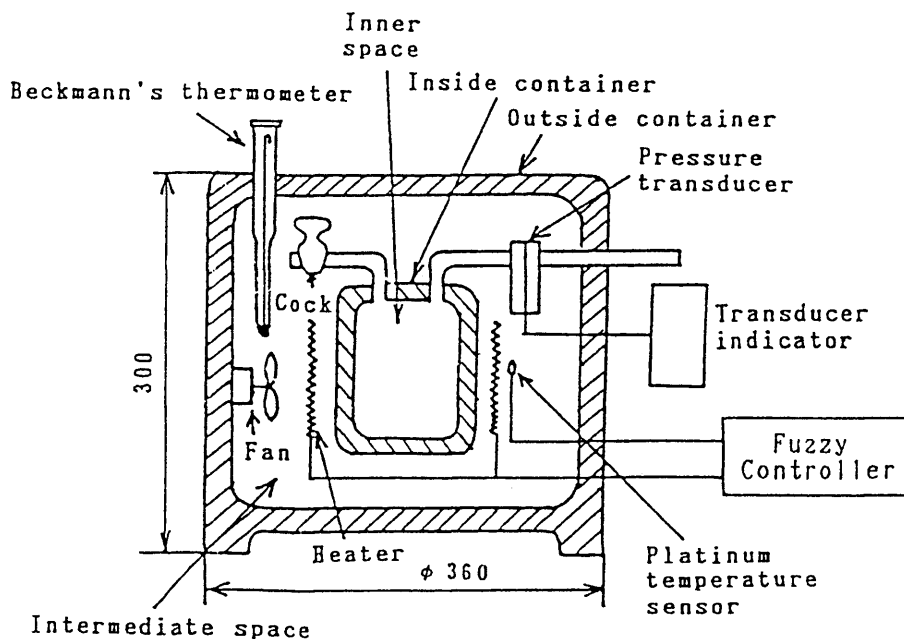 Inner
space
Inside container
Beckmann's thermometer
Outside container
Pressure
transducer
Cock
Transducer
indicator
300
Fan
Fuzzy
Controller
Heater
φ 360
Platinum
temperature
sensor
Intermediate space